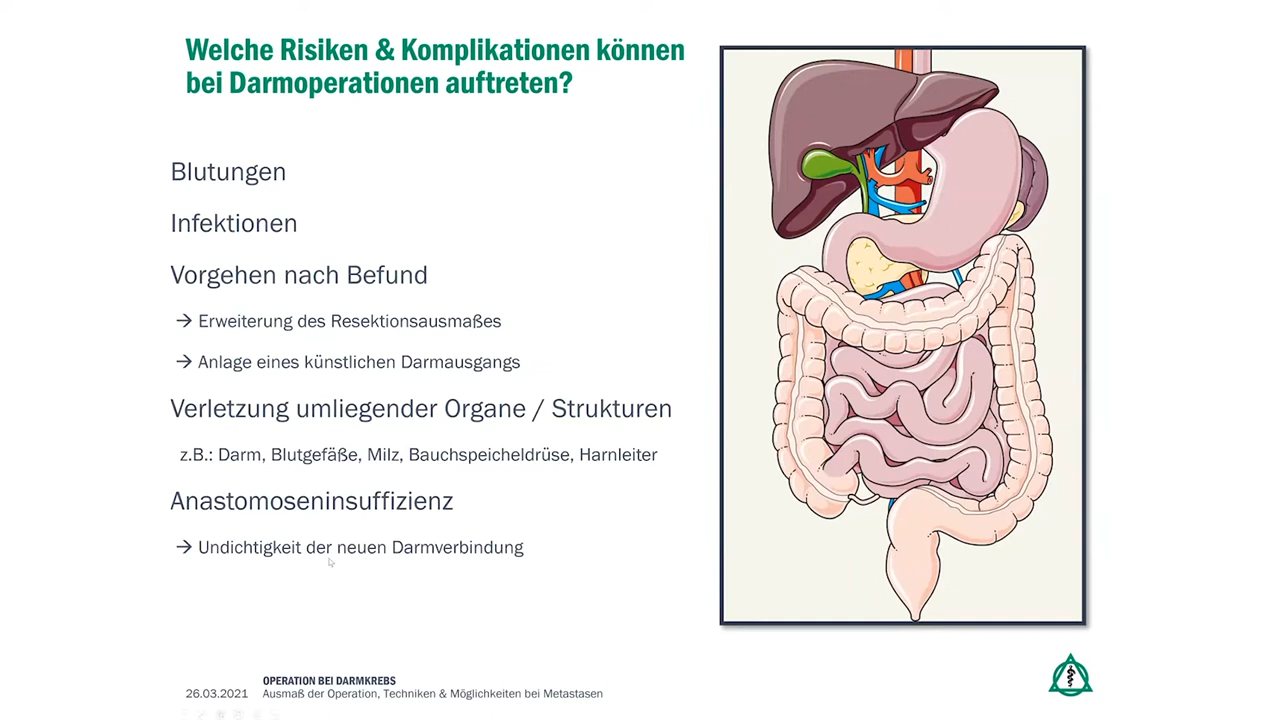 Welche Risiken & Komplikationen können
bei Darmoperationen auftreten?
Blutungen
Infektionen
Vorgehen nach Befund
→ Erweiterung des Resektionsausmaßes
→ Anlage eines künstlichen Darmausgangs
Verletzung umliegender Organe / Strukturen
z.B.: Darm, Blutgefäße, Milz, Bauchspeicheldrüse, Harnleiter
Anastomoseninsuffizienz
→ Undichtigkeit der neuen Darmverbindung
OPERATION BEI DARMKREBS
26.03.2021 Ausmaß der Operation, Techniken & Möglichkeiten bei Metastasen